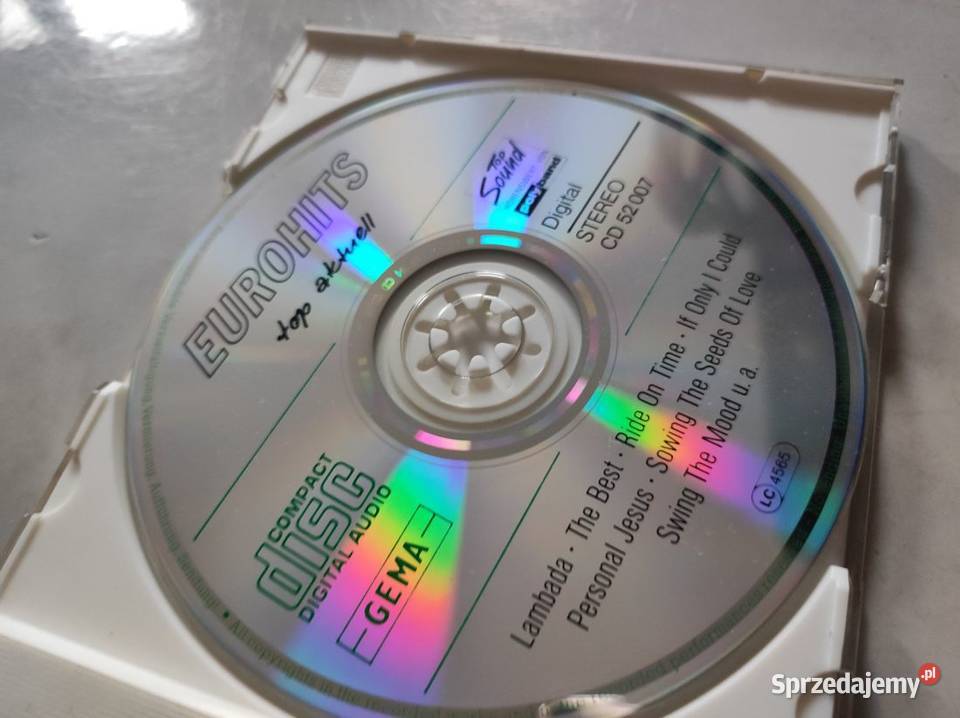 EUROHITS
top aktuell
Top
Sound
Polyband
Digital
STEREO
CD 52 007
COMPACT
disc
DIGITAL AUDIO
GEMA
Lambada · The Best · Ride On Time · If Only I Could
Personal Jesus · Sowing The Seeds Of Love
Swing The Mood u. a.
LC 4565
Sprzedajemy.pl